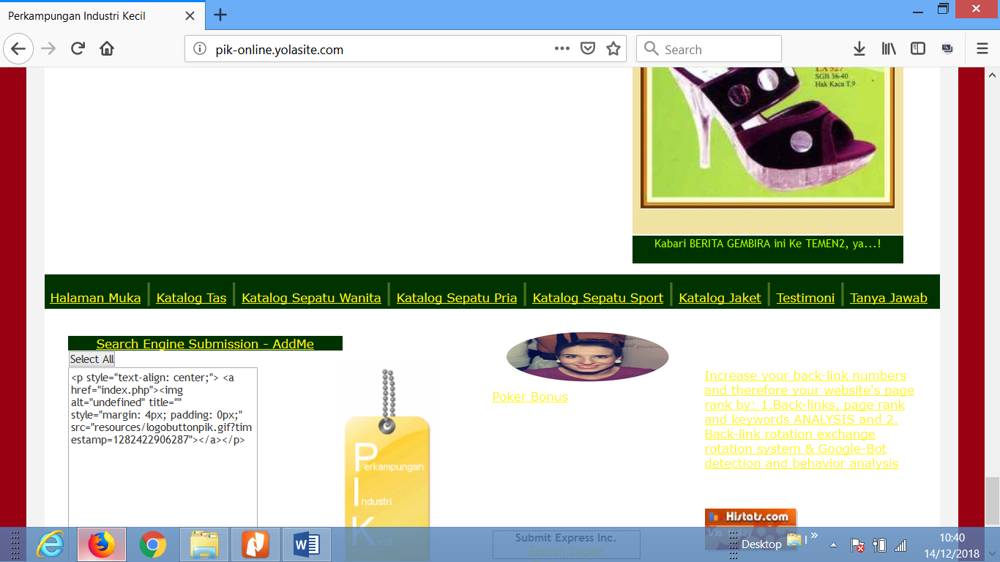 Perkampungan Industri Kecil
pik-online.yolasite.com
Search
LA 527
SGB 36-40
Hak Kaca T.9
Kabari BERITA GEMBIRA ini Ke TEMEN2, ya...!
Halaman Muka
Katalog Tas
Katalog Sepatu Wanita
Katalog Sepatu Pria
Katalog Sepatu Sport
Katalog Jaket
Testimoni
Tanya Jawab
Search Engine Submission - AddMe
Select All
<p style="text-align: center;"> <a
href="index.php"><img
alt="undefined" title=""
style="margin: 4px; padding: 0px;"
src="resources/logobuttonpik.gif?tim
estamp=1282422906287"></a></p>
Perkampungan
Industri
Kecil
Poker Bonus
Submit Express Inc.
Search Engine
Increase your back-link numbers
and therefore your website's page
rank by: 1.Back-links, page rank
and keywords ANALYSIS and 2.
Back-link rotation exchange
rotation system & Google-Bot
detection and behavior analysis
Histats.com
Desktop
10:40
14/12/2018